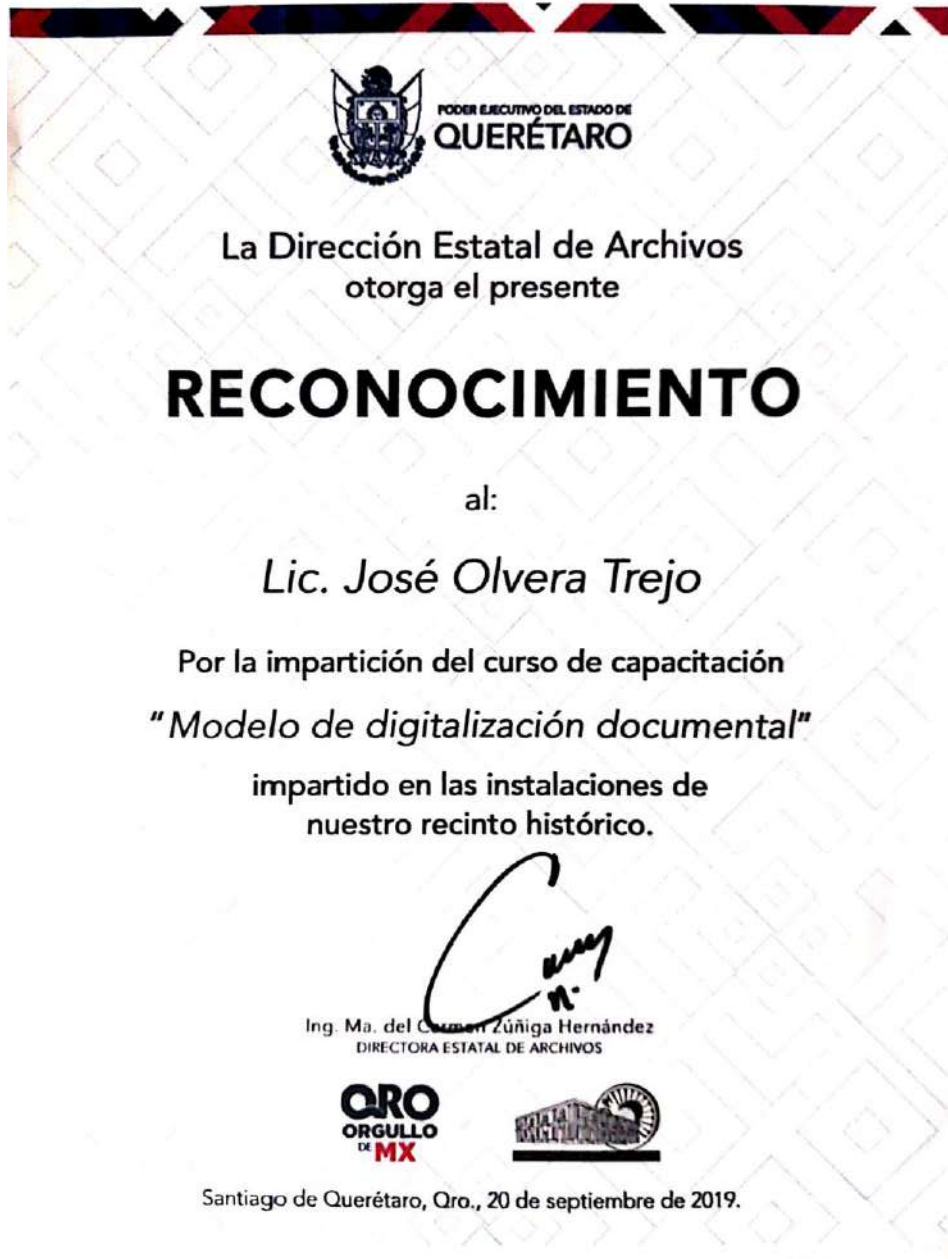 PODER EJECUTIVO DEL ESTADO DE
QUERÉTARO
La Dirección Estatal de Archivos
otorga el presente
RECONOCIMIENTO
al:
Lic. José Olvera Trejo
Por la impartición del curso de capacitación
"Modelo de digitalización documental"
impartido en las instalaciones de
nuestro recinto histórico.
Ing. Ma. del Carmen Zúñiga Hernández
DIRECTORA ESTATAL DE ARCHIVOS
QRO
ORGULLO
DE MX
Santiago de Querétaro, Qro., 20 de septiembre de 2019.